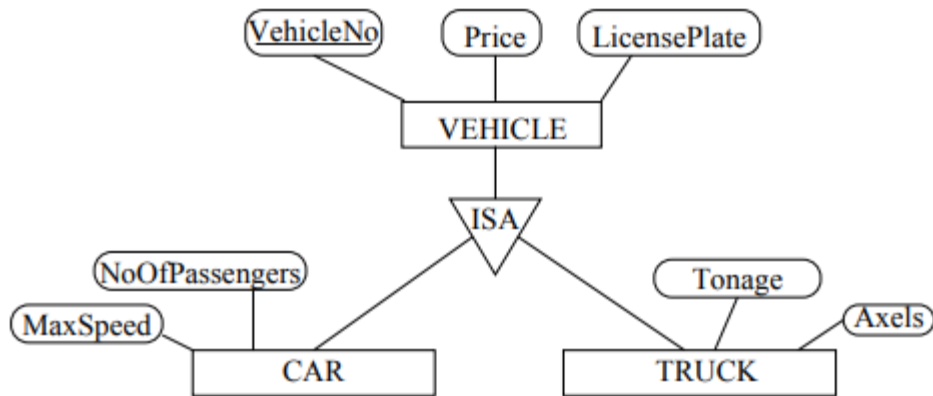 VehicleNo
Price
LicensePlate
VEHICLE
ISA
NoOfPassengers
Tonage
MaxSpeed
Axels
CAR
TRUCK